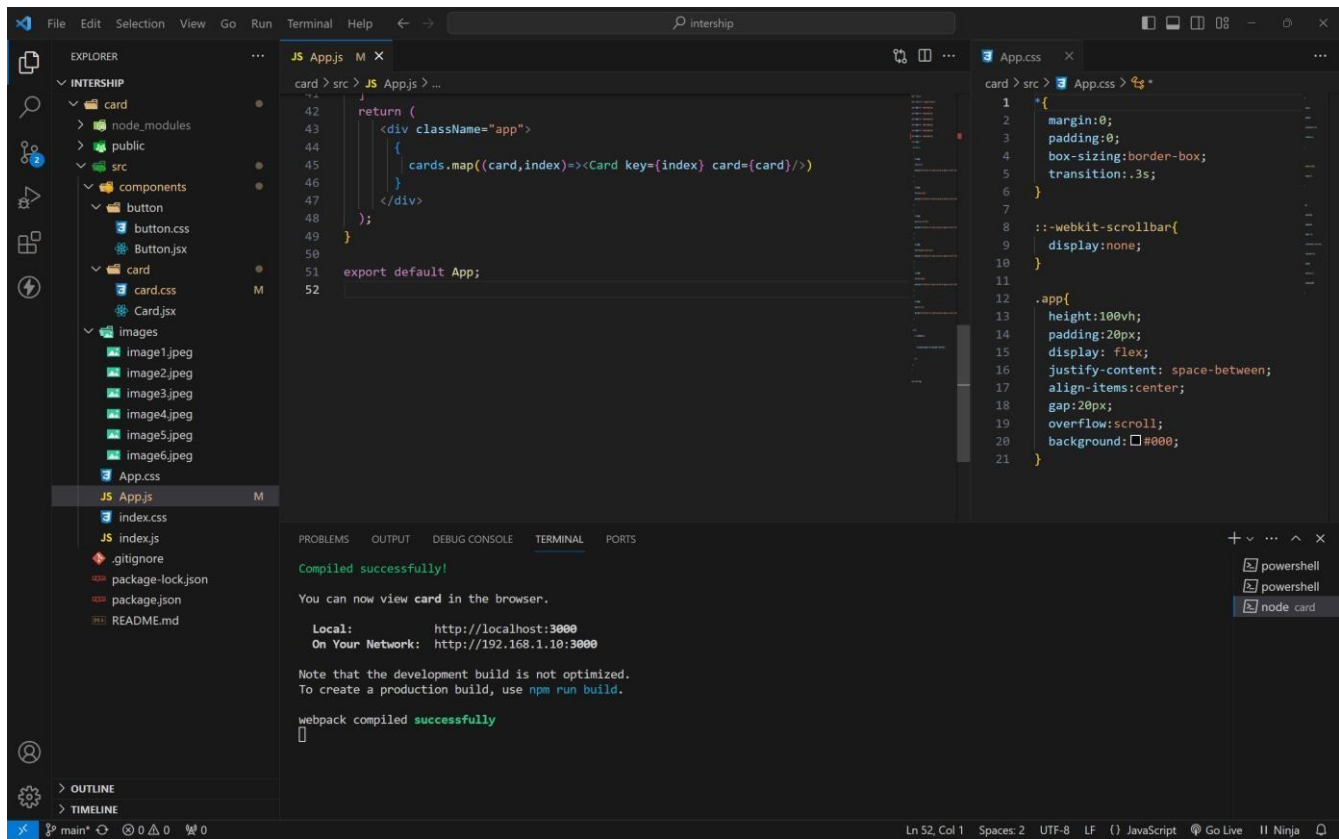 File Edit Selection View Go Run Terminal Help
intership
EXPLORER
INTERSHIP
card
node_modules
public
src
components
button
button.css
Button.jsx
card
card.css M
Card.jsx
images
image1.jpeg
image2.jpeg
image3.jpeg
image4.jpeg
image5.jpeg
image6.jpeg
App.css
JS App.js M
index.css
JS index.js
.gitignore
package-lock.json
package.json
README.md
OUTLINE
TIMELINE
JS App.js M
card > src > JS App.js > ...
41 ]
42 return (
43 <div className="app">
44 {
45 cards.map((card,index)=><Card key={index} card={card}/>)
46 }
47 </div>
48 );
49 }
50
51 export default App;
52
App.css
card > src > App.css > *
1 *{
2 margin:0;
3 padding:0;
4 box-sizing:border-box;
5 transition:.3s;
6 }
7
8 ::-webkit-scrollbar{
9 display:none;
10 }
11
12 .app{
13 height:100vh;
14 padding:20px;
15 display: flex;
16 justify-content: space-between;
17 align-items:center;
18 gap:20px;
19 overflow:scroll;
20 background:#000;
21 }
PROBLEMS OUTPUT DEBUG CONSOLE TERMINAL PORTS
Compiled successfully!
You can now view card in the browser.
Local: http://localhost:3000
On Your Network: http://192.168.1.10:3000
Note that the development build is not optimized.
To create a production build, use npm run build.
webpack compiled successfully
powershell
powershell
node card
2
main* 0 0 0 Ln 52, Col 1 Spaces: 2 UTF-8 LF {} JavaScript Go Live Ninja